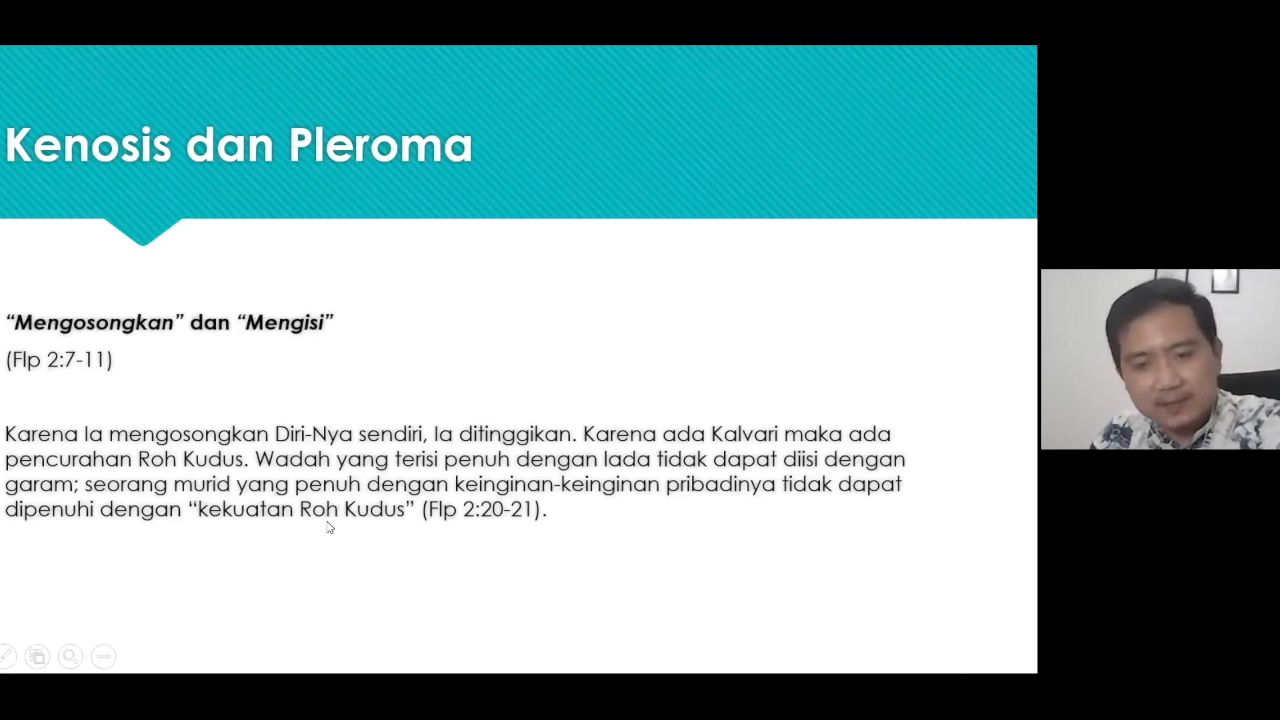 Kenosis dan Pleroma
“Mengosongkan” dan “Mengisi”
(Flp 2:7-11)
Karena Ia mengosongkan Diri-Nya sendiri, Ia ditinggikan. Karena ada Kalvari maka ada
pencurahan Roh Kudus. Wadah yang terisi penuh dengan lada tidak dapat diisi dengan
garam; seorang murid yang penuh dengan keinginan-keinginan pribadinya tidak dapat
dipenuhi dengan “kekuatan Roh Kudus” (Flp 2:20-21).